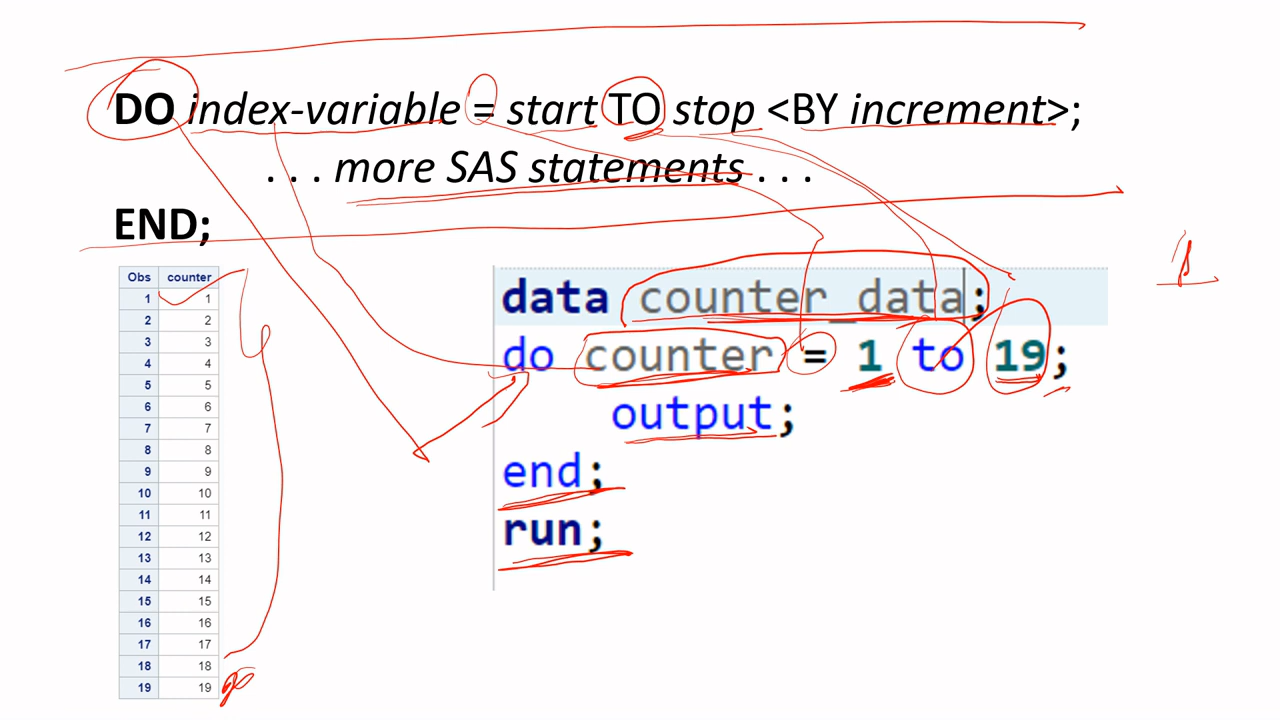 DO index-variable = start TO stop <BY increment>;
. . . more SAS statements . . .
END;
Obs counter
1 1
2 2
3 3
4 4
5 5
6 6
7 7
8 8
9 9
10 10
11 11
12 12
13 13
14 14
15 15
16 16
17 17
18 18
19 19
data counter_data;
do counter = 1 to 19;
output;
end;
run;
1